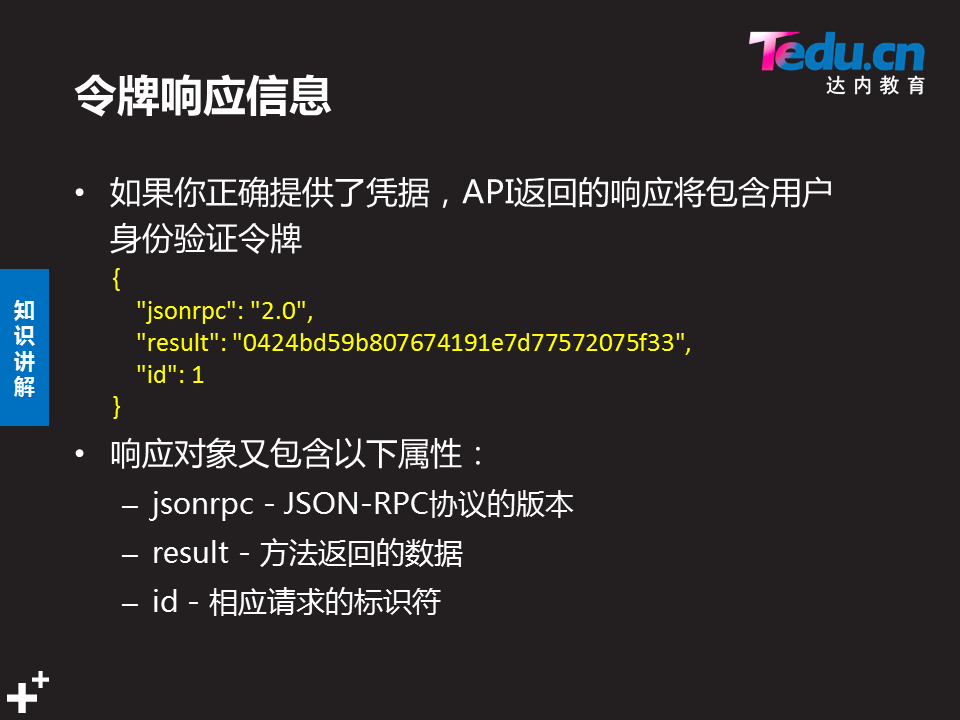 Tedu.cn
达内教育
令牌响应信息
• 如果你正确提供了凭据，API返回的响应将包含用户
身份验证令牌
{
"jsonrpc": "2.0",
"result": "0424bd59b807674191e7d77572075f33",
"id": 1
}
知识讲解
• 响应对象又包含以下属性：
– jsonrpc - JSON-RPC协议的版本
– result - 方法返回的数据
– id - 相应请求的标识符